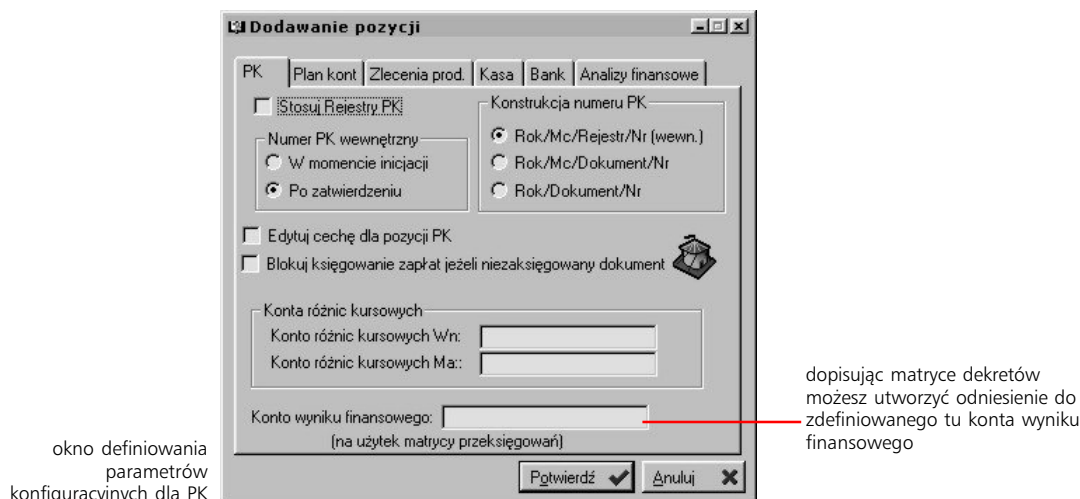 Dodawanie pozycji
PK Plan kont Zlecenia prod. Kasa Bank Analizy finansowe
Stosuj Rejestry PK
Konstrukcja numeru PK
Numer PK wewnętrzny
Rok/Mc/Rejestr/Nr (wewn.)
W momencie inicjacji
Rok/Mc/Dokument/Nr
Po zatwierdzeniu
Rok/Dokument/Nr
Edytuj cechę dla pozycji PK
Blokuj księgowanie zapłat jeżeli niezaksięgowany dokument
Konta różnic kursowych
Konto różnic kursowych Wn:
Konto różnic kursowych Ma::
Konto wyniku finansowego:
(na użytek matrycy przeksięgowań)
Potwierdź Anuluj
dopisując matryce dekretów
możesz utworzyć odniesienie do
zdefiniowanego tu konta wyniku
finansowego
okno definiowania
parametrów
konfiguracyjnych dla PK